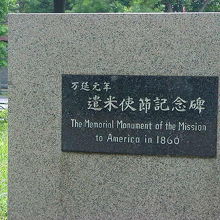 万延元年
遣米使節記念碑
The Memorial Monument of the Mission
to America in 1860